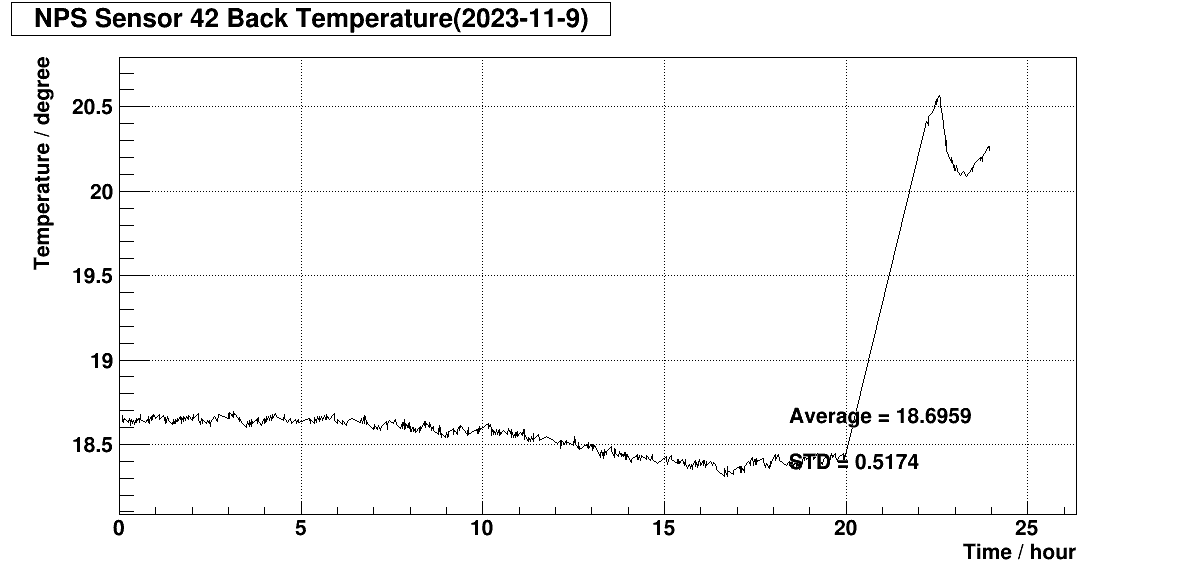 NPS Sensor 42 Back Temperature(2023-11-9)
Temperature / degree
20.5
20
19.5
19
18.5
Average = 18.6959
STD = 0.5174
0 5 10 15 20 25
Time / hour